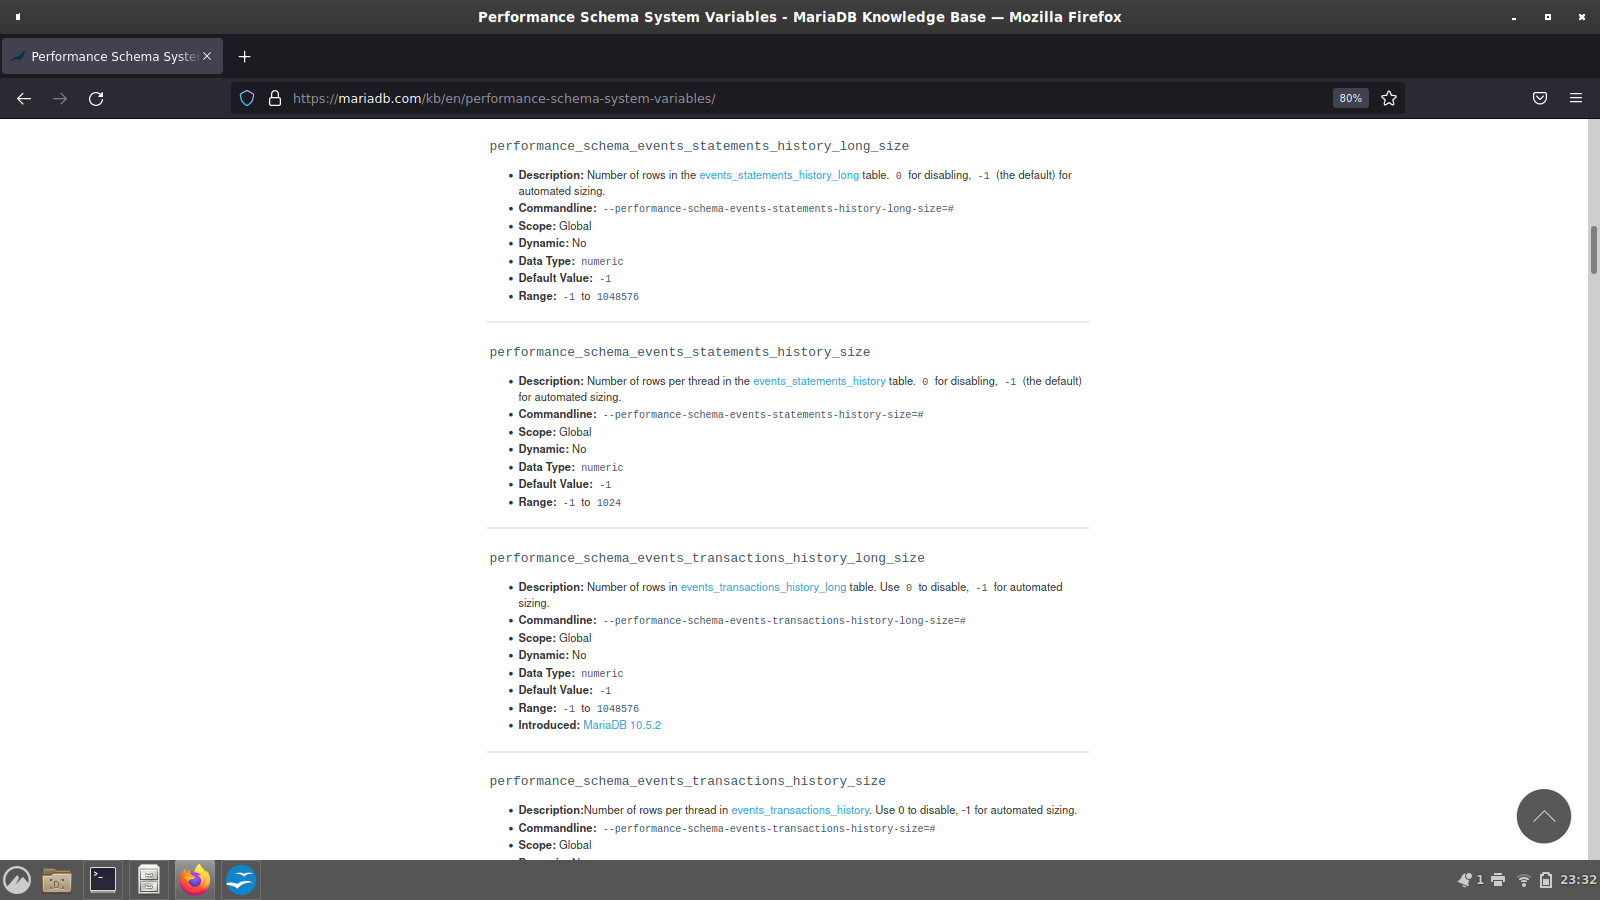 Performance Schema System Variables - MariaDB Knowledge Base — Mozilla Firefox
Performance Schema Syste
https://mariadb.com/kb/en/performance-schema-system-variables/
80%
performance_schema_events_statements_history_long_size
• Description: Number of rows in the events_statements_history_long table. 0 for disabling, -1 (the default) for
automated sizing.
• Commandline: --performance-schema-events-statements-history-long-size=#
• Scope: Global
• Dynamic: No
• Data Type: numeric
• Default Value: -1
• Range: -1 to 1048576
performance_schema_events_statements_history_size
• Description: Number of rows per thread in the events_statements_history table. 0 for disabling, -1 (the default)
for automated sizing.
• Commandline: --performance-schema-events-statements-history-size=#
• Scope: Global
• Dynamic: No
• Data Type: numeric
• Default Value: -1
• Range: -1 to 1024
performance_schema_events_transactions_history_long_size
• Description: Number of rows in events_transactions_history_long table. Use 0 to disable, -1 for automated
sizing.
• Commandline: --performance-schema-events-transactions-history-long-size=#
• Scope: Global
• Dynamic: No
• Data Type: numeric
• Default Value: -1
• Range: -1 to 1048576
• Introduced: MariaDB 10.5.2
performance_schema_events_transactions_history_size
• Description:Number of rows per thread in events_transactions_history. Use 0 to disable, -1 for automated sizing.
• Commandline: --performance-schema-events-transactions-history-size=#
• Scope: Global
1
23:32